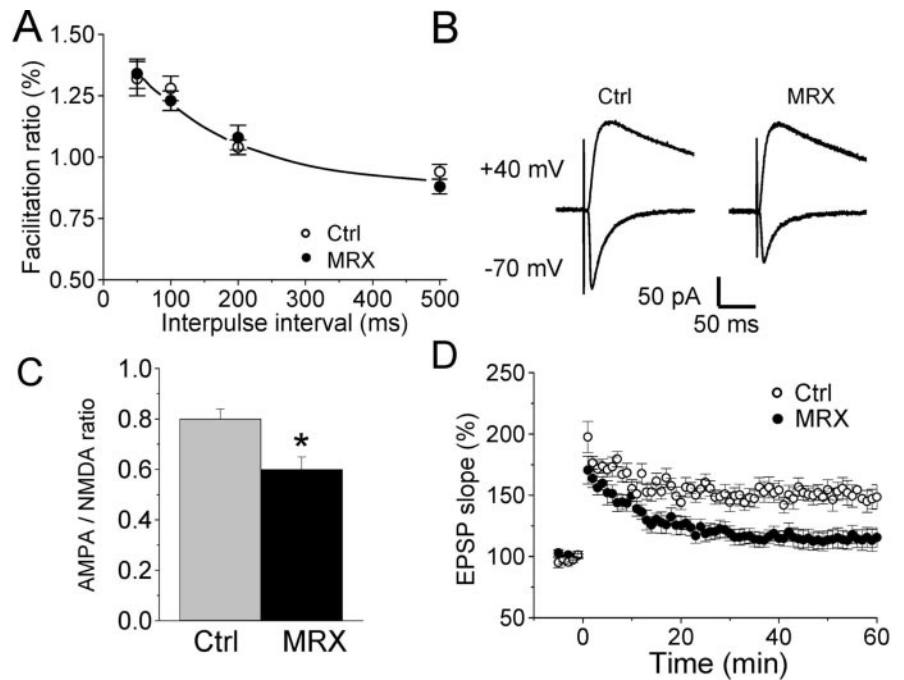 A
Facilitation ratio (%)
1.50
1.25
1.00
0.75
0.50
0 100 200 300 400 500
Interpulse interval (ms)
Ctrl
MRX
B
Ctrl MRX
+40 mV
-70 mV
50 pA
50 ms
C
AMPA / NMDA ratio
1.0
0.8
0.6
0.4
0.2
0.0
*
Ctrl MRX
D
EPSP slope (%)
250
200
150
100
50
0 20 40 60
Time (min)
Ctrl
MRX